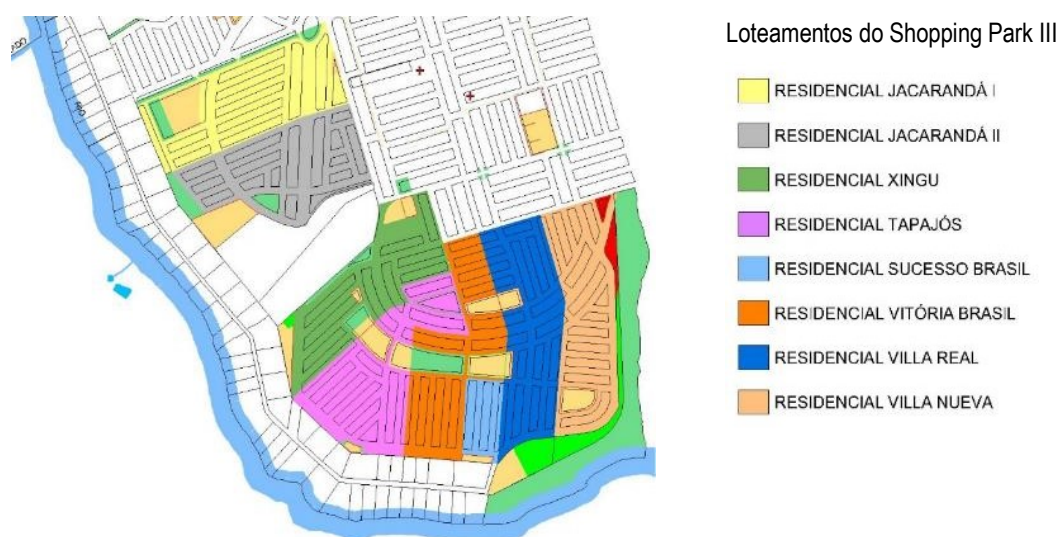 Loteamentos do Shopping Park III
RESIDENCIAL JACARANDÁ I
RESIDENCIAL JACARANDÁ II
RESIDENCIAL XINGU
RESIDENCIAL TAPAJÓS
RESIDENCIAL SUCESSO BRASIL
RESIDENCIAL VITÓRIA BRASIL
RESIDENCIAL VILLA REAL
RESIDENCIAL VILLA NUEVA